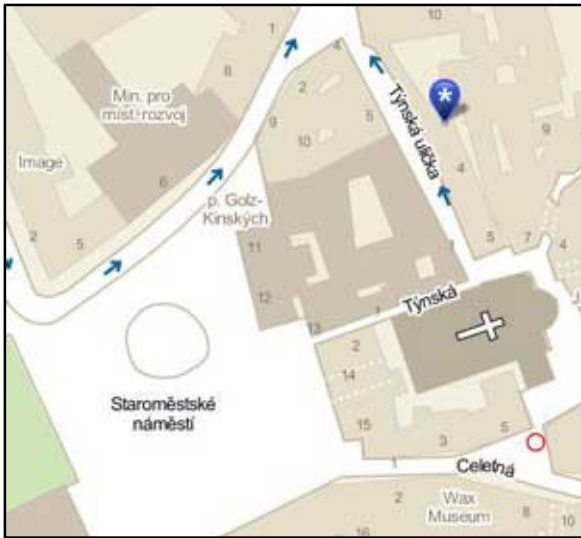 1
4
10
8
2
Min. pro
míst. rozvoj
9
5
Týnská ulička
*
9
10
Image
6
4
p. Golz-
Kinských
2
5
11
1
5
7
4
12
Týnská
1
13
2
14
Staroměstské
náměstí
15
3
5
1
Celetná
2
Wax
Museum
8
10
16